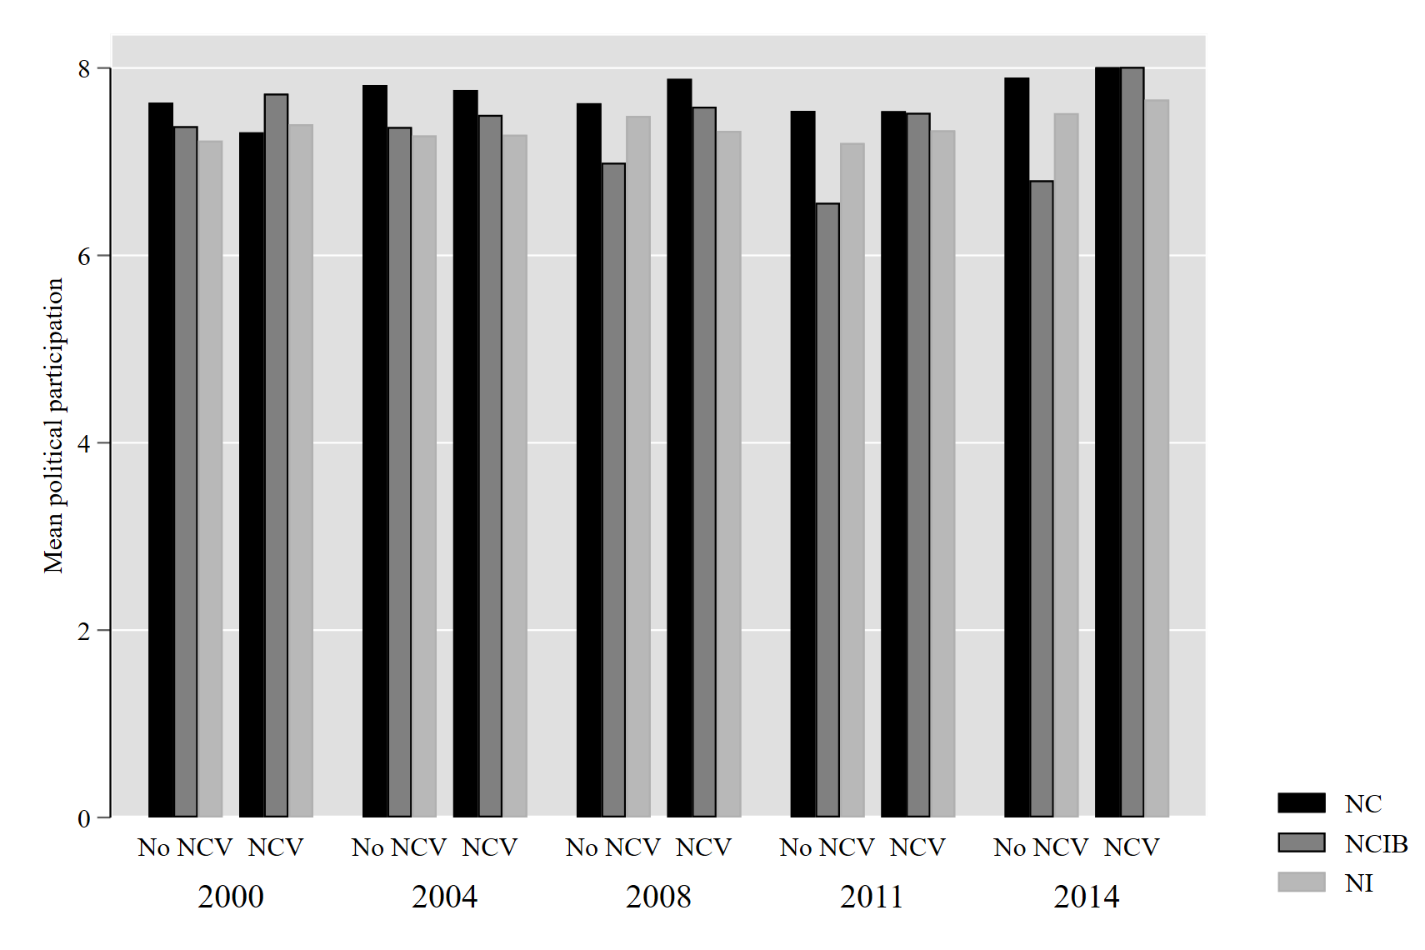 Mean political participation
8
6
4
2
0
No NCV NCV No NCV NCV No NCV NCV No NCV NCV No NCV NCV
2000 2004 2008 2011 2014
NC
NCIB
NI